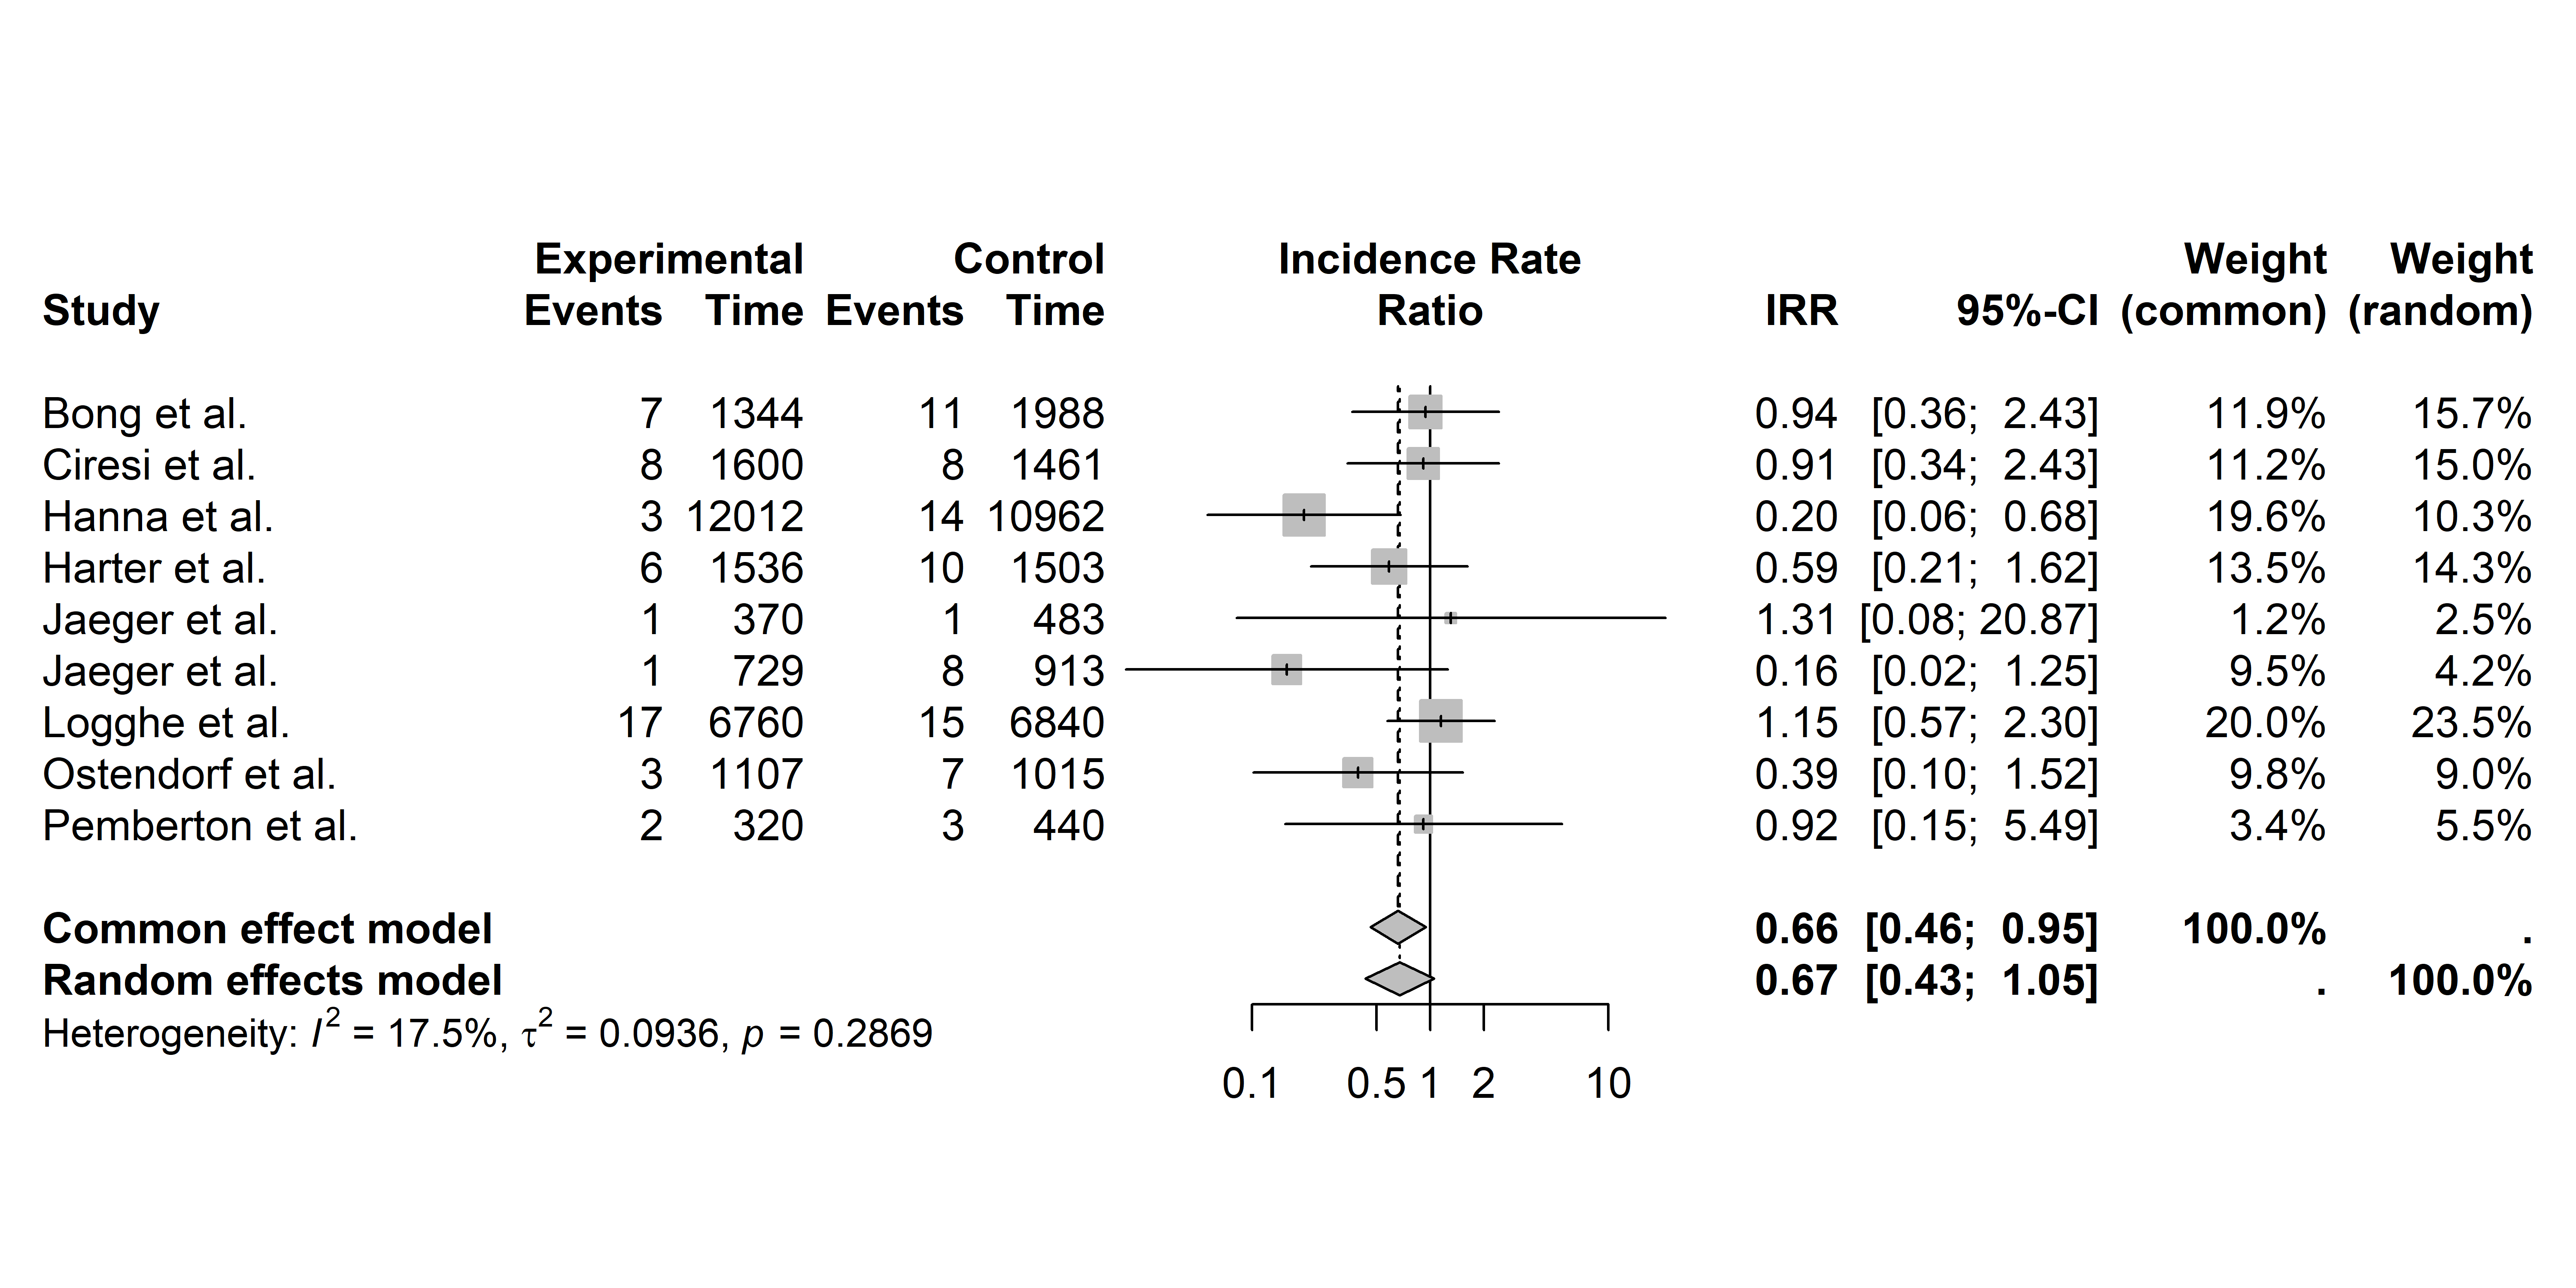 Experimental Control Incidence Rate Weight Weight
Study Events Time Events Time Ratio IRR 95%-CI (common) (random)
Bong et al. 7 1344 11 1988 0.94 [0.36; 2.43] 11.9% 15.7%
Ciresi et al. 8 1600 8 1461 0.91 [0.34; 2.43] 11.2% 15.0%
Hanna et al. 3 12012 14 10962 0.20 [0.06; 0.68] 19.6% 10.3%
Harter et al. 6 1536 10 1503 0.59 [0.21; 1.62] 13.5% 14.3%
Jaeger et al. 1 370 1 483 1.31 [0.08; 20.87] 1.2% 2.5%
Jaeger et al. 1 729 8 913 0.16 [0.02; 1.25] 9.5% 4.2%
Logghe et al. 17 6760 15 6840 1.15 [0.57; 2.30] 20.0% 23.5%
Ostendorf et al. 3 1107 7 1015 0.39 [0.10; 1.52] 9.8% 9.0%
Pemberton et al. 2 320 3 440 0.92 [0.15; 5.49] 3.4% 5.5%
Common effect model 0.66 [0.46; 0.95] 100.0% .
Random effects model 0.67 [0.43; 1.05] . 100.0%
Heterogeneity: I² = 17.5%, τ² = 0.0936, p = 0.2869
0.1 0.5 1 2 10